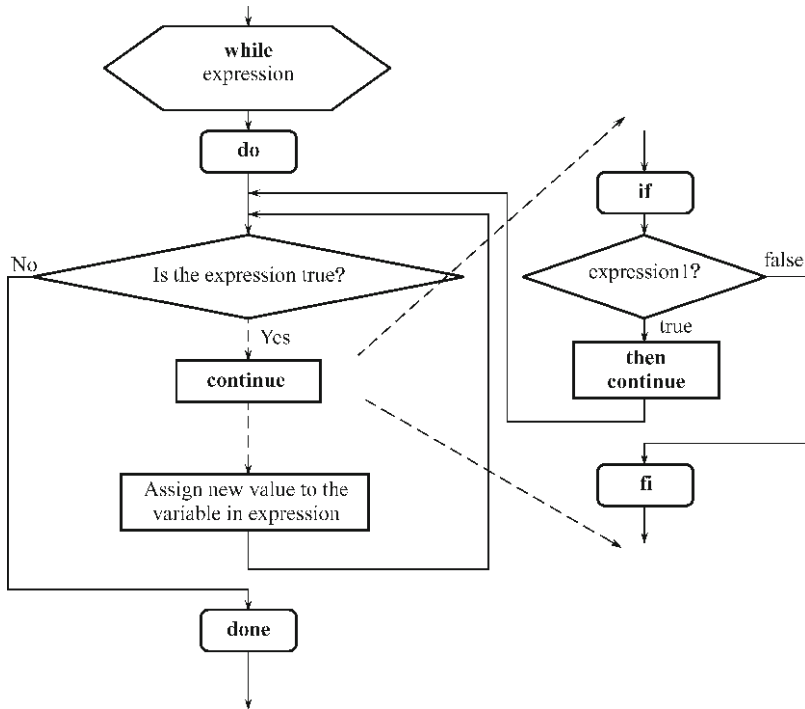 while
expression
do
No
Is the expression true?
Yes
continue
Assign new value to the
variable in expression
done
if
expression1?
false
true
then
continue
fi